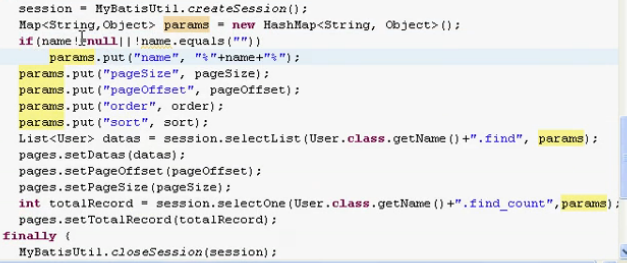 session = MyBatisUtil.createSession();
Map<String,Object> params = new HashMap<String, Object>();
if(name!=null||!name.equals(""))
params.put("name", "%"+name+"%");
params.put("pageSize", pageSize);
params.put("pageOffset", pageOffset);
params.put("order", order);
params.put("sort", sort);
List<User> datas = session.selectList(User.class.getName()+".find", params);
pages.setDatas(datas);
pages.setPageOffset(pageOffset);
pages.setPageSize(pageSize);
int totalRecord = session.selectOne(User.class.getName()+".find_count",params);
pages.setTotalRecord(totalRecord);
finally {
MyBatisUtil.closeSession(session);